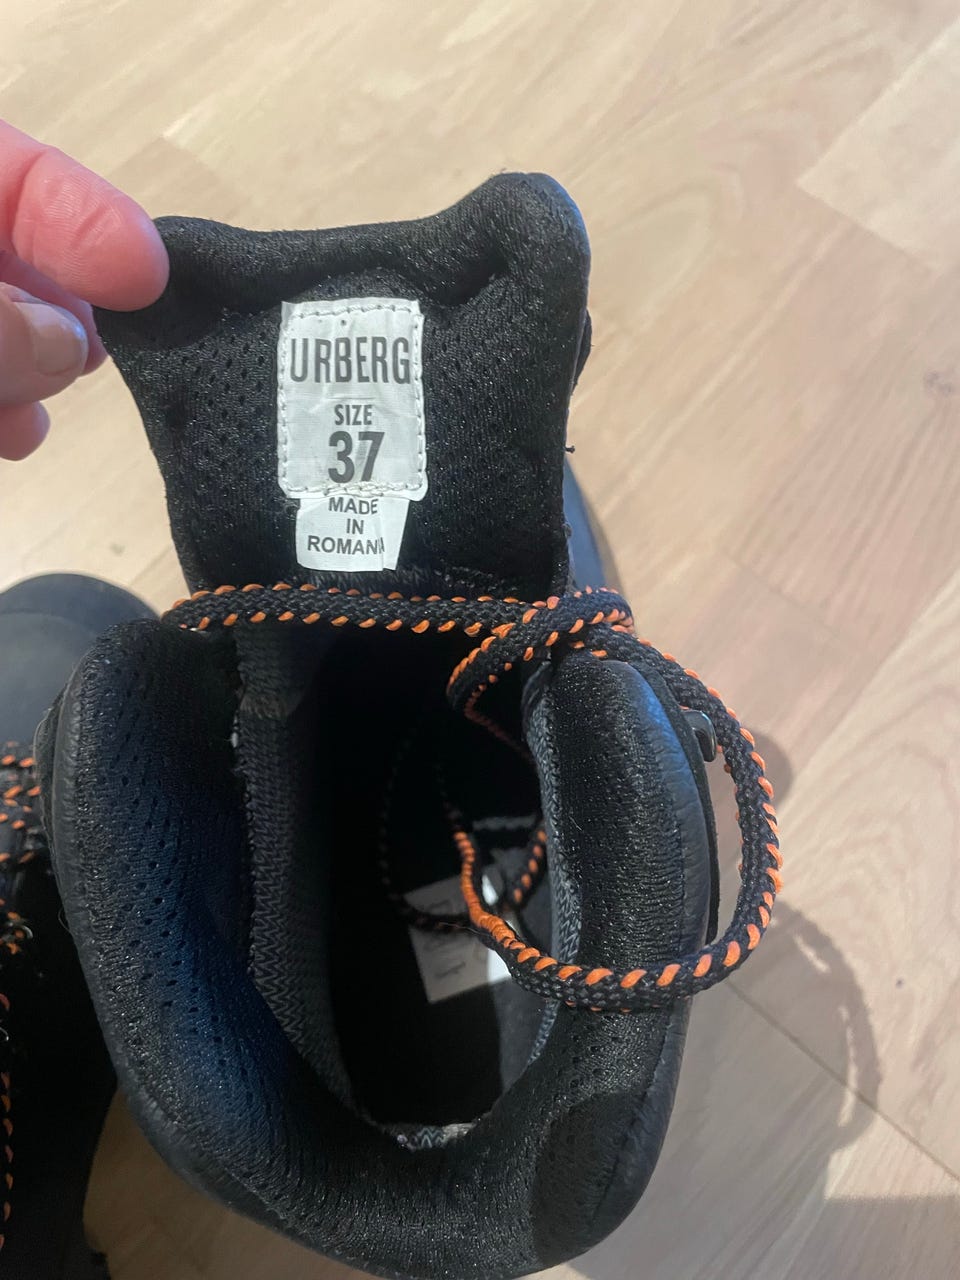 URBERG
SIZE
37
MADE
IN
ROMANIA